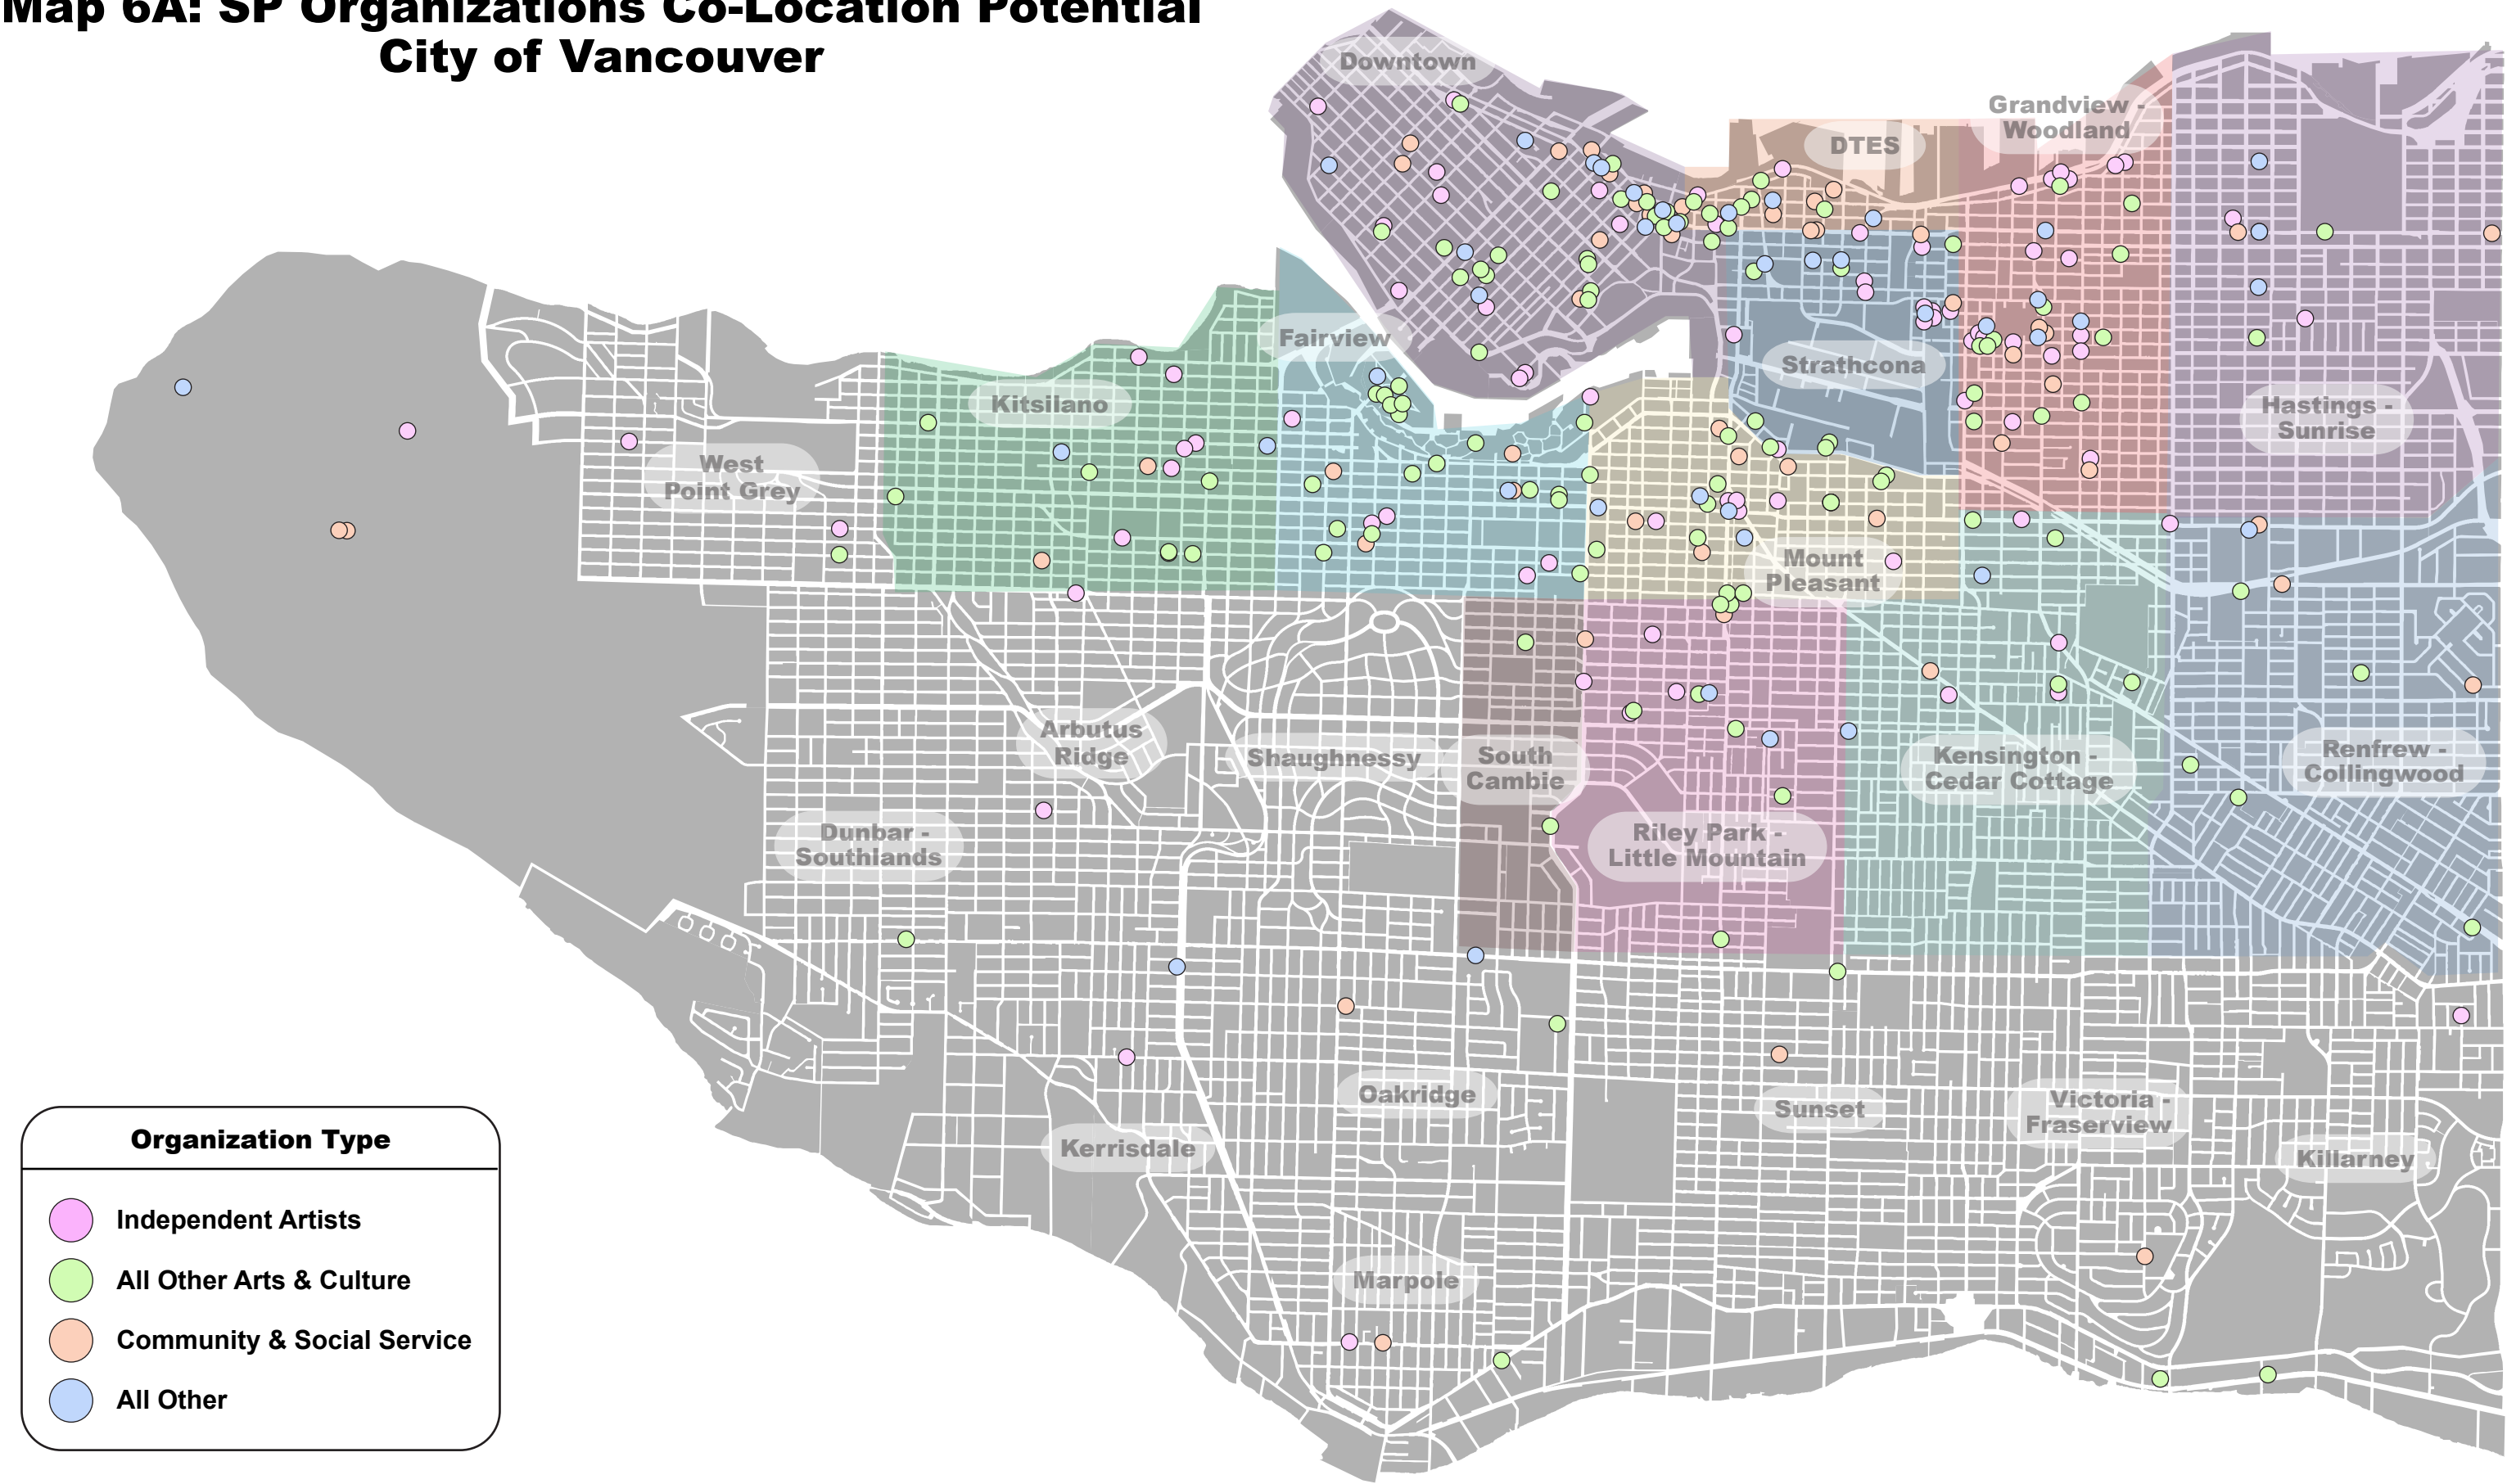 Map 6A: SP Organizations Co-Location Potential
City of Vancouver
Downtown
Grandview -
Woodland
DTES
Fairview
Strathcona
Kitsilano
Hastings -
Sunrise
West
Point Grey
Mount
Pleasant
Arbutus
Ridge
Shaughnessy
South
Cambie
Kensington -
Cedar Cottage
Renfrew -
Collingwood
Dunbar -
Southlands
Riley Park -
Little Mountain
Oakridge
Sunset
Victoria -
Fraserview
Kerrisdale
Killarney
Marpole
Organization Type
Independent Artists
All Other Arts & Culture
Community & Social Service
All Other